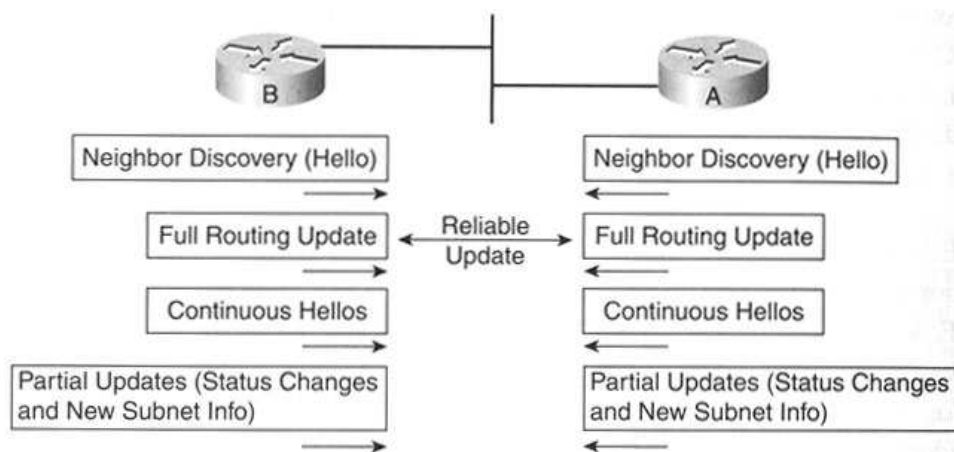 B
A
Neighbor Discovery (Hello)
Neighbor Discovery (Hello)
Full Routing Update
Reliable
Update
Full Routing Update
Continuous Hellos
Continuous Hellos
Partial Updates (Status Changes
and New Subnet Info)
Partial Updates (Status Changes
and New Subnet Info)